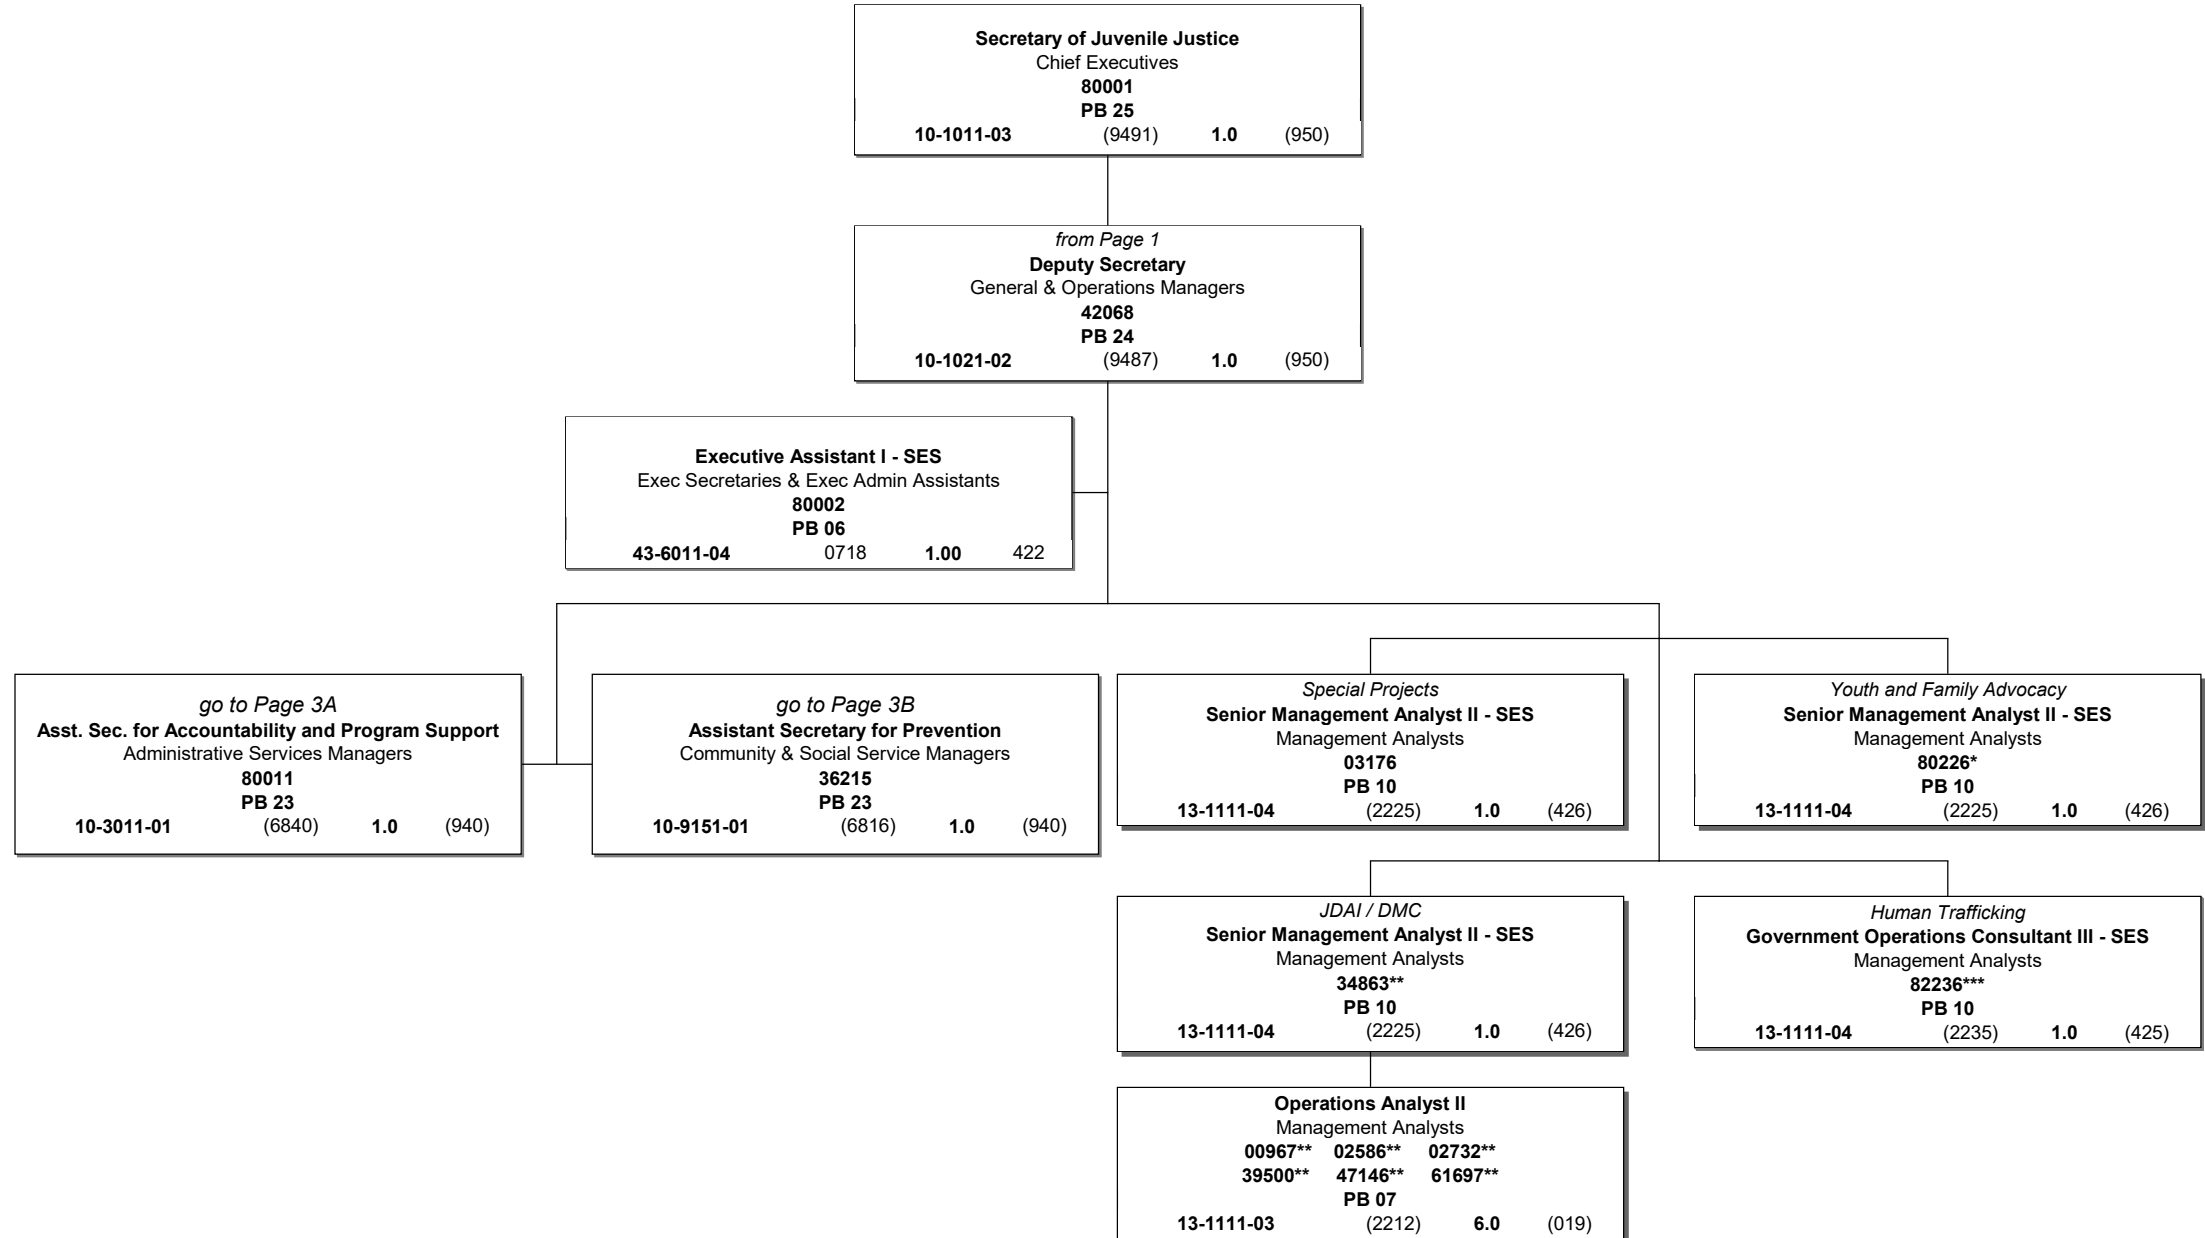 Secretary of Juvenile Justice
Chief Executives
80001
PB 25
10-1011-03 (9491) 1.0 (950)
from Page 1
Deputy Secretary
General & Operations Managers
42068
PB 24
10-1021-02 (9487) 1.0 (950)
Executive Assistant I - SES
Exec Secretaries & Exec Admin Assistants
80002
PB 06
43-6011-04 0718 1.00 422
go to Page 3A
Asst. Sec. for Accountability and Program Support
Administrative Services Managers
80011
PB 23
10-3011-01 (6840) 1.0 (940)
go to Page 3B
Assistant Secretary for Prevention
Community & Social Service Managers
36215
PB 23
10-9151-01 (6816) 1.0 (940)
Special Projects
Senior Management Analyst II - SES
Management Analysts
03176
PB 10
13-1111-04 (2225) 1.0 (426)
Youth and Family Advocacy
Senior Management Analyst II - SES
Management Analysts
80226*
PB 10
13-1111-04 (2225) 1.0 (426)
JDAI / DMC
Senior Management Analyst II - SES
Management Analysts
34863**
PB 10
13-1111-04 (2225) 1.0 (426)
Human Trafficking
Government Operations Consultant III - SES
Management Analysts
82236***
PB 10
13-1111-04 (2235) 1.0 (425)
Operations Analyst II
Management Analysts
00967** 02586** 02732**
39500** 47146** 61697**
PB 07
13-1111-03 (2212) 6.0 (019)